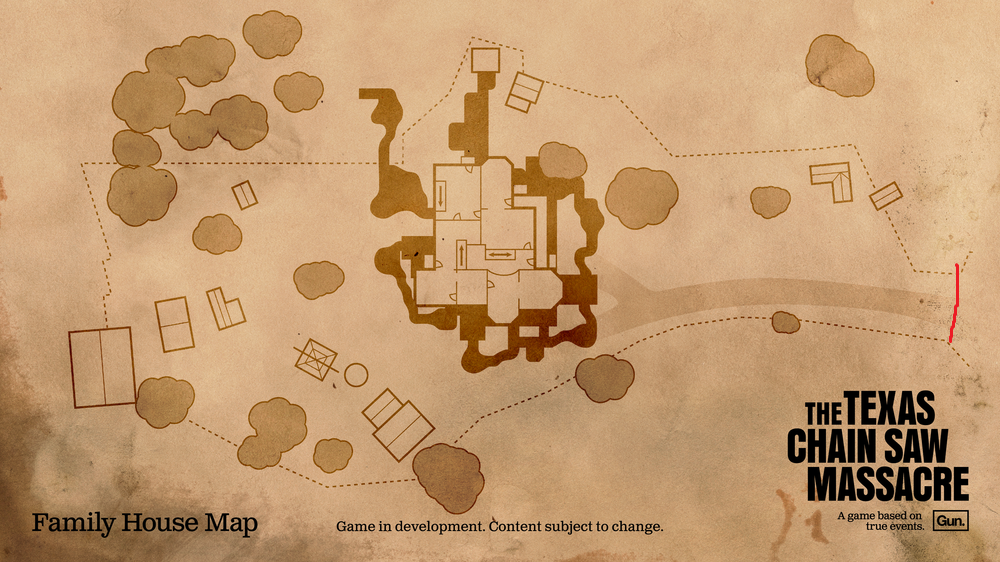 THE TEXAS
CHAIN SAW
MASSACRE
A game based on
true events.
Gun.
Family House Map
Game in development. Content subject to change.